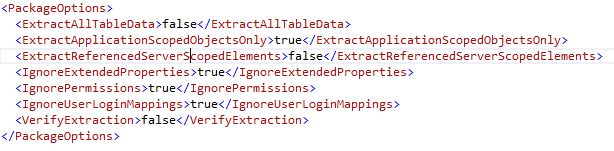 <PackageOptions>
<ExtractAllTableData>false</ExtractAllTableData>
<ExtractApplicationScopedObjectsOnly>true</ExtractApplicationScopedObjectsOnly>
<ExtractReferencedServerScopedElements>false</ExtractReferencedServerScopedElements>
<IgnoreExtendedProperties>true</IgnoreExtendedProperties>
<IgnorePermissions>true</IgnorePermissions>
<IgnoreUserLoginMappings>true</IgnoreUserLoginMappings>
<VerifyExtraction>false</VerifyExtraction>
</PackageOptions>